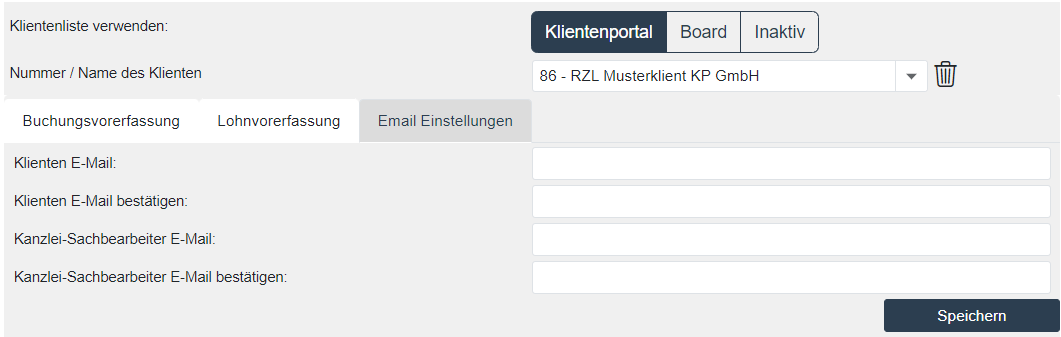 Klientenliste verwenden:
Klientenportal Board Inaktiv
Nummer / Name des Klienten
86 - RZL Musterklient KP GmbH
Buchungsvorerfassung Lohnvorerfassung Email Einstellungen
Klienten E-Mail:
Klienten E-Mail bestätigen:
Kanzlei-Sachbearbeiter E-Mail:
Kanzlei-Sachbearbeiter E-Mail bestätigen:
Speichern